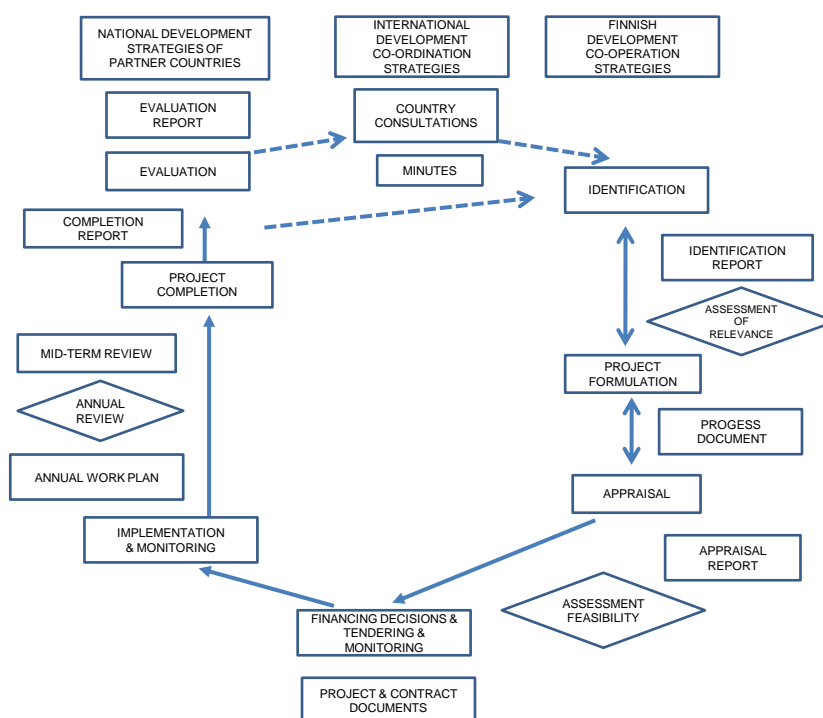 NATIONAL DEVELOPMENT
STRATEGIES OF
PARTNER COUNTRIES
INTERNATIONAL
DEVELOPMENT
CO-ORDINATION
STRATEGIES
FINNISH
DEVELOPMENT
CO-OPERATION
STRATEGIES
EVALUATION
REPORT
COUNTRY
CONSULTATIONS
EVALUATION
MINUTES
IDENTIFICATION
COMPLETION
REPORT
IDENTIFICATION
REPORT
PROJECT
COMPLETION
ASSESSMENT
OF
RELEVANCE
MID-TERM REVIEW
PROJECT
FORMULATION
ANNUAL
REVIEW
PROGESS
DOCUMENT
ANNUAL WORK PLAN
APPRAISAL
IMPLEMENTATION
& MONITORING
APPRAISAL
REPORT
ASSESSMENT
FEASIBILITY
FINANCING DECISIONS &
TENDERING &
MONITORING
PROJECT & CONTRACT
DOCUMENTS